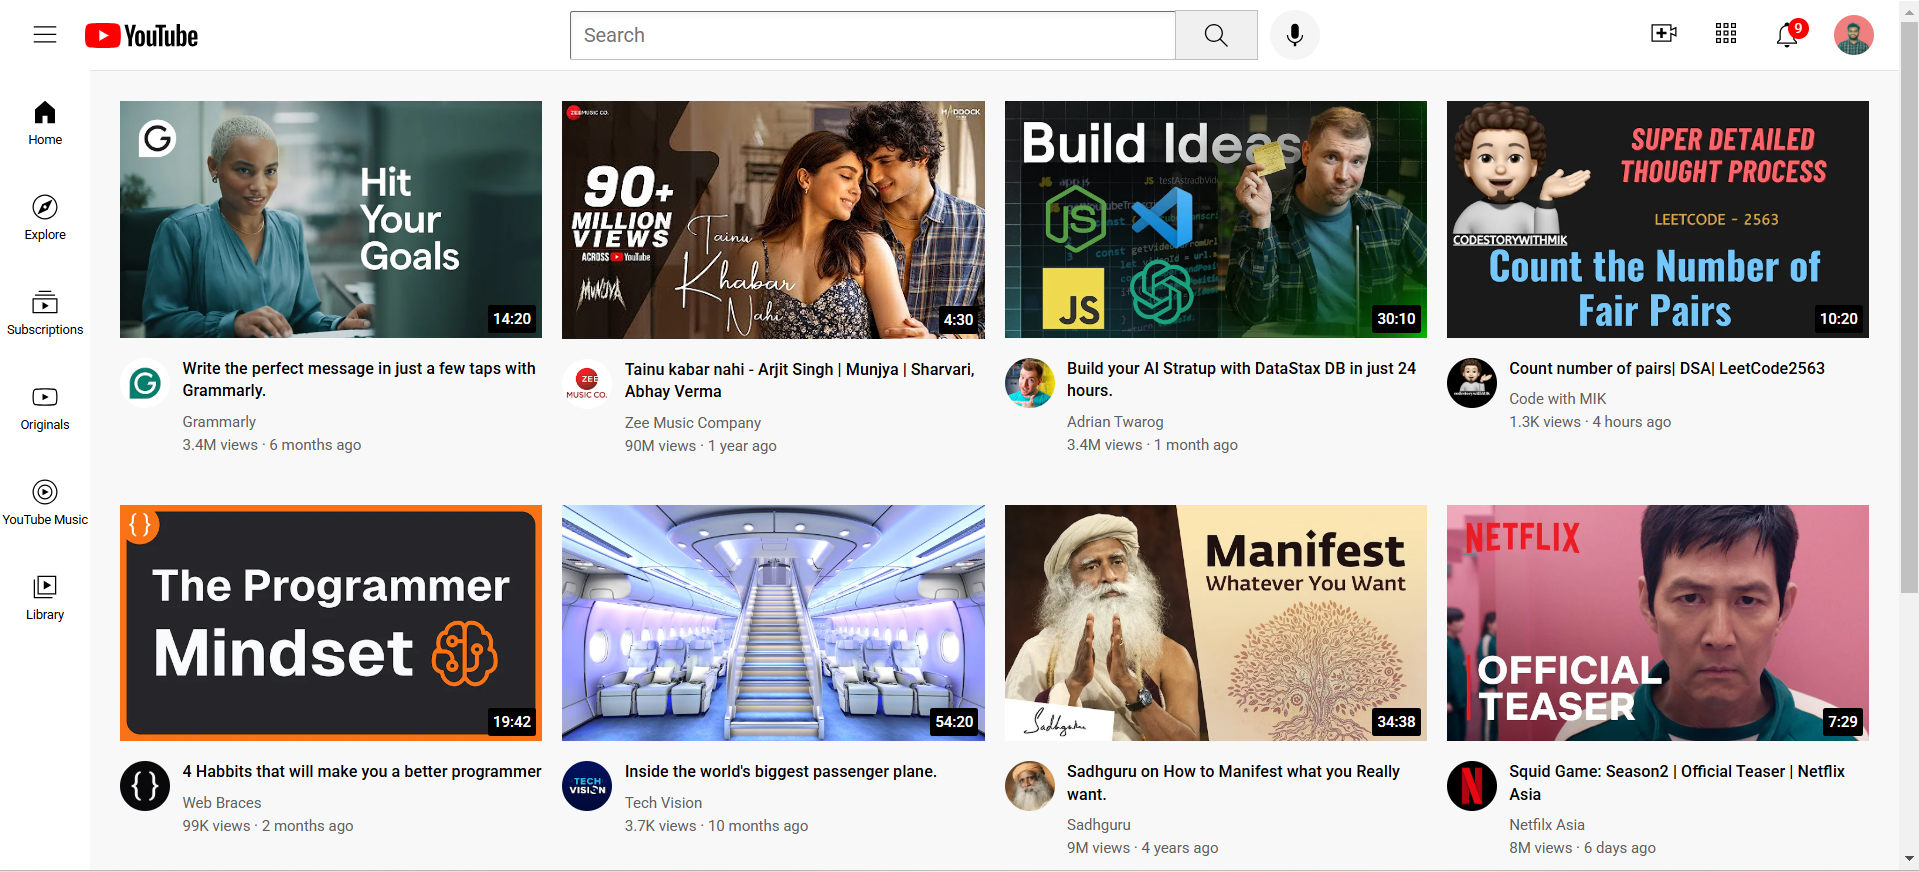 YouTube
Search
9
Home
Explore
Subscriptions
Originals
YouTube Music
Library
G
Hit
Your
Goals
14:20
ZEE MUSIC CO.
MADDOCK
90+
MILLION
VIEWS
ACROSS YouTube
MUNJYA
Tainu
Khabar
Nahi
4:30
Build Ideas
JS
30:10
SUPER DETAILED
THOUGHT PROCESS
LEETCODE - 2563
CODESTORYWITHMIK
Count the Number of
Fair Pairs
10:20
Write the perfect message in just a few taps with
Grammarly.
Grammarly
3.4M views · 6 months ago
ZEE
MUSIC CO.
Tainu kabar nahi - Arjit Singh | Munjya | Sharvari,
Abhay Verma
Zee Music Company
90M views · 1 year ago
Build your AI Stratup with DataStax DB in just 24
hours.
Adrian Twarog
3.4M views · 1 month ago
Count number of pairs| DSA| LeetCode2563
Code with MIK
1.3K views · 4 hours ago
{}
The Programmer
Mindset
19:42
54:20
Manifest
Whatever You Want
Sadhguru
34:38
NETFLIX
OFFICIAL
TEASER
7:29
{}
4 Habbits that will make you a better programmer
Web Braces
99K views · 2 months ago
TECH
VISION
Inside the world's biggest passenger plane.
Tech Vision
3.7K views · 10 months ago
Sadhguru on How to Manifest what you Really
want.
Sadhguru
9M views · 4 years ago
N
Squid Game: Season2 | Official Teaser | Netflix
Asia
Netfilx Asia
8M views · 6 days ago